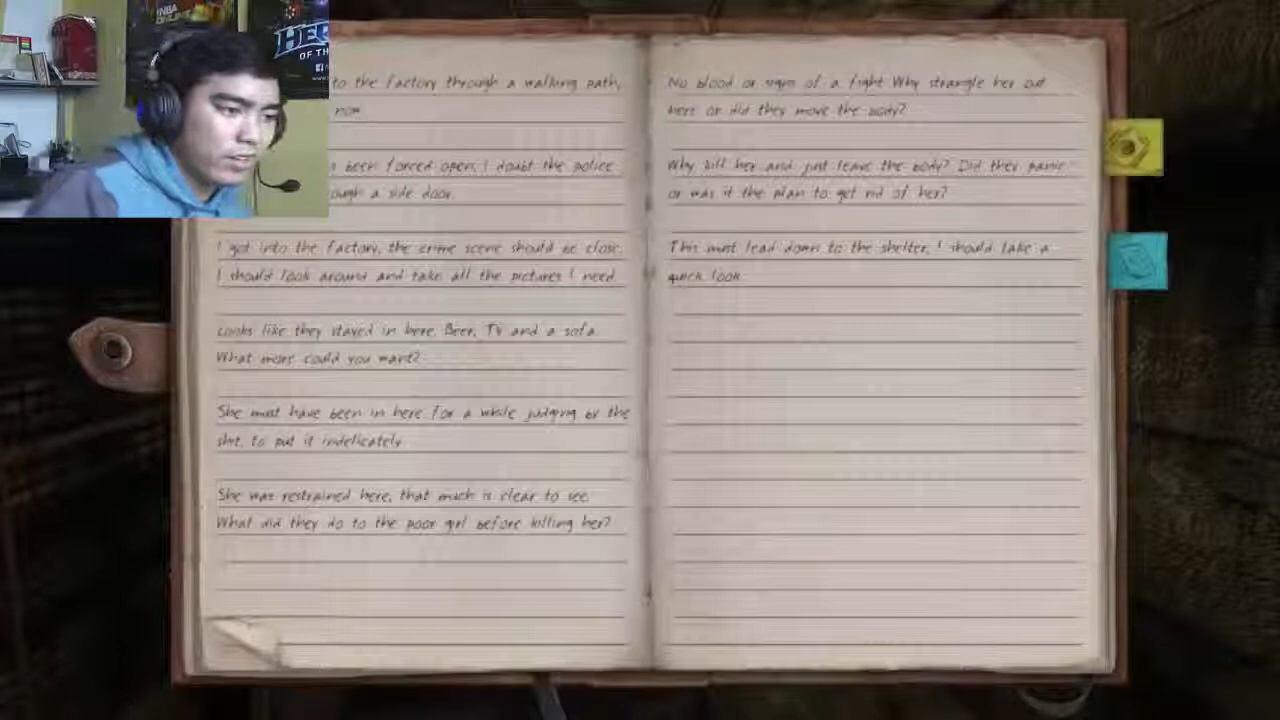 NBA
ONLINE
HER
OF TH
to the factory through a walking path,
now
been forced open, I doubt the police
ough a side door.
I got into the factory, the crime scene should be close.
I should look around and take all the pictures I need.
Looks like they stayed in here. Beer, TV and a sofa.
What more could you want?
She must have been in here for a while judging by the
shit, to put it indelicately.
She was restrained here, that much is clear to see.
What did they do to the poor girl before killing her?
No blood or signs of a fight Why strangle her out
here or did they move the body?
Why kill her and just leave the body? Did they panic
or was it the plan to get rid of her?
This must lead down to the shelter, I should take a
quick look